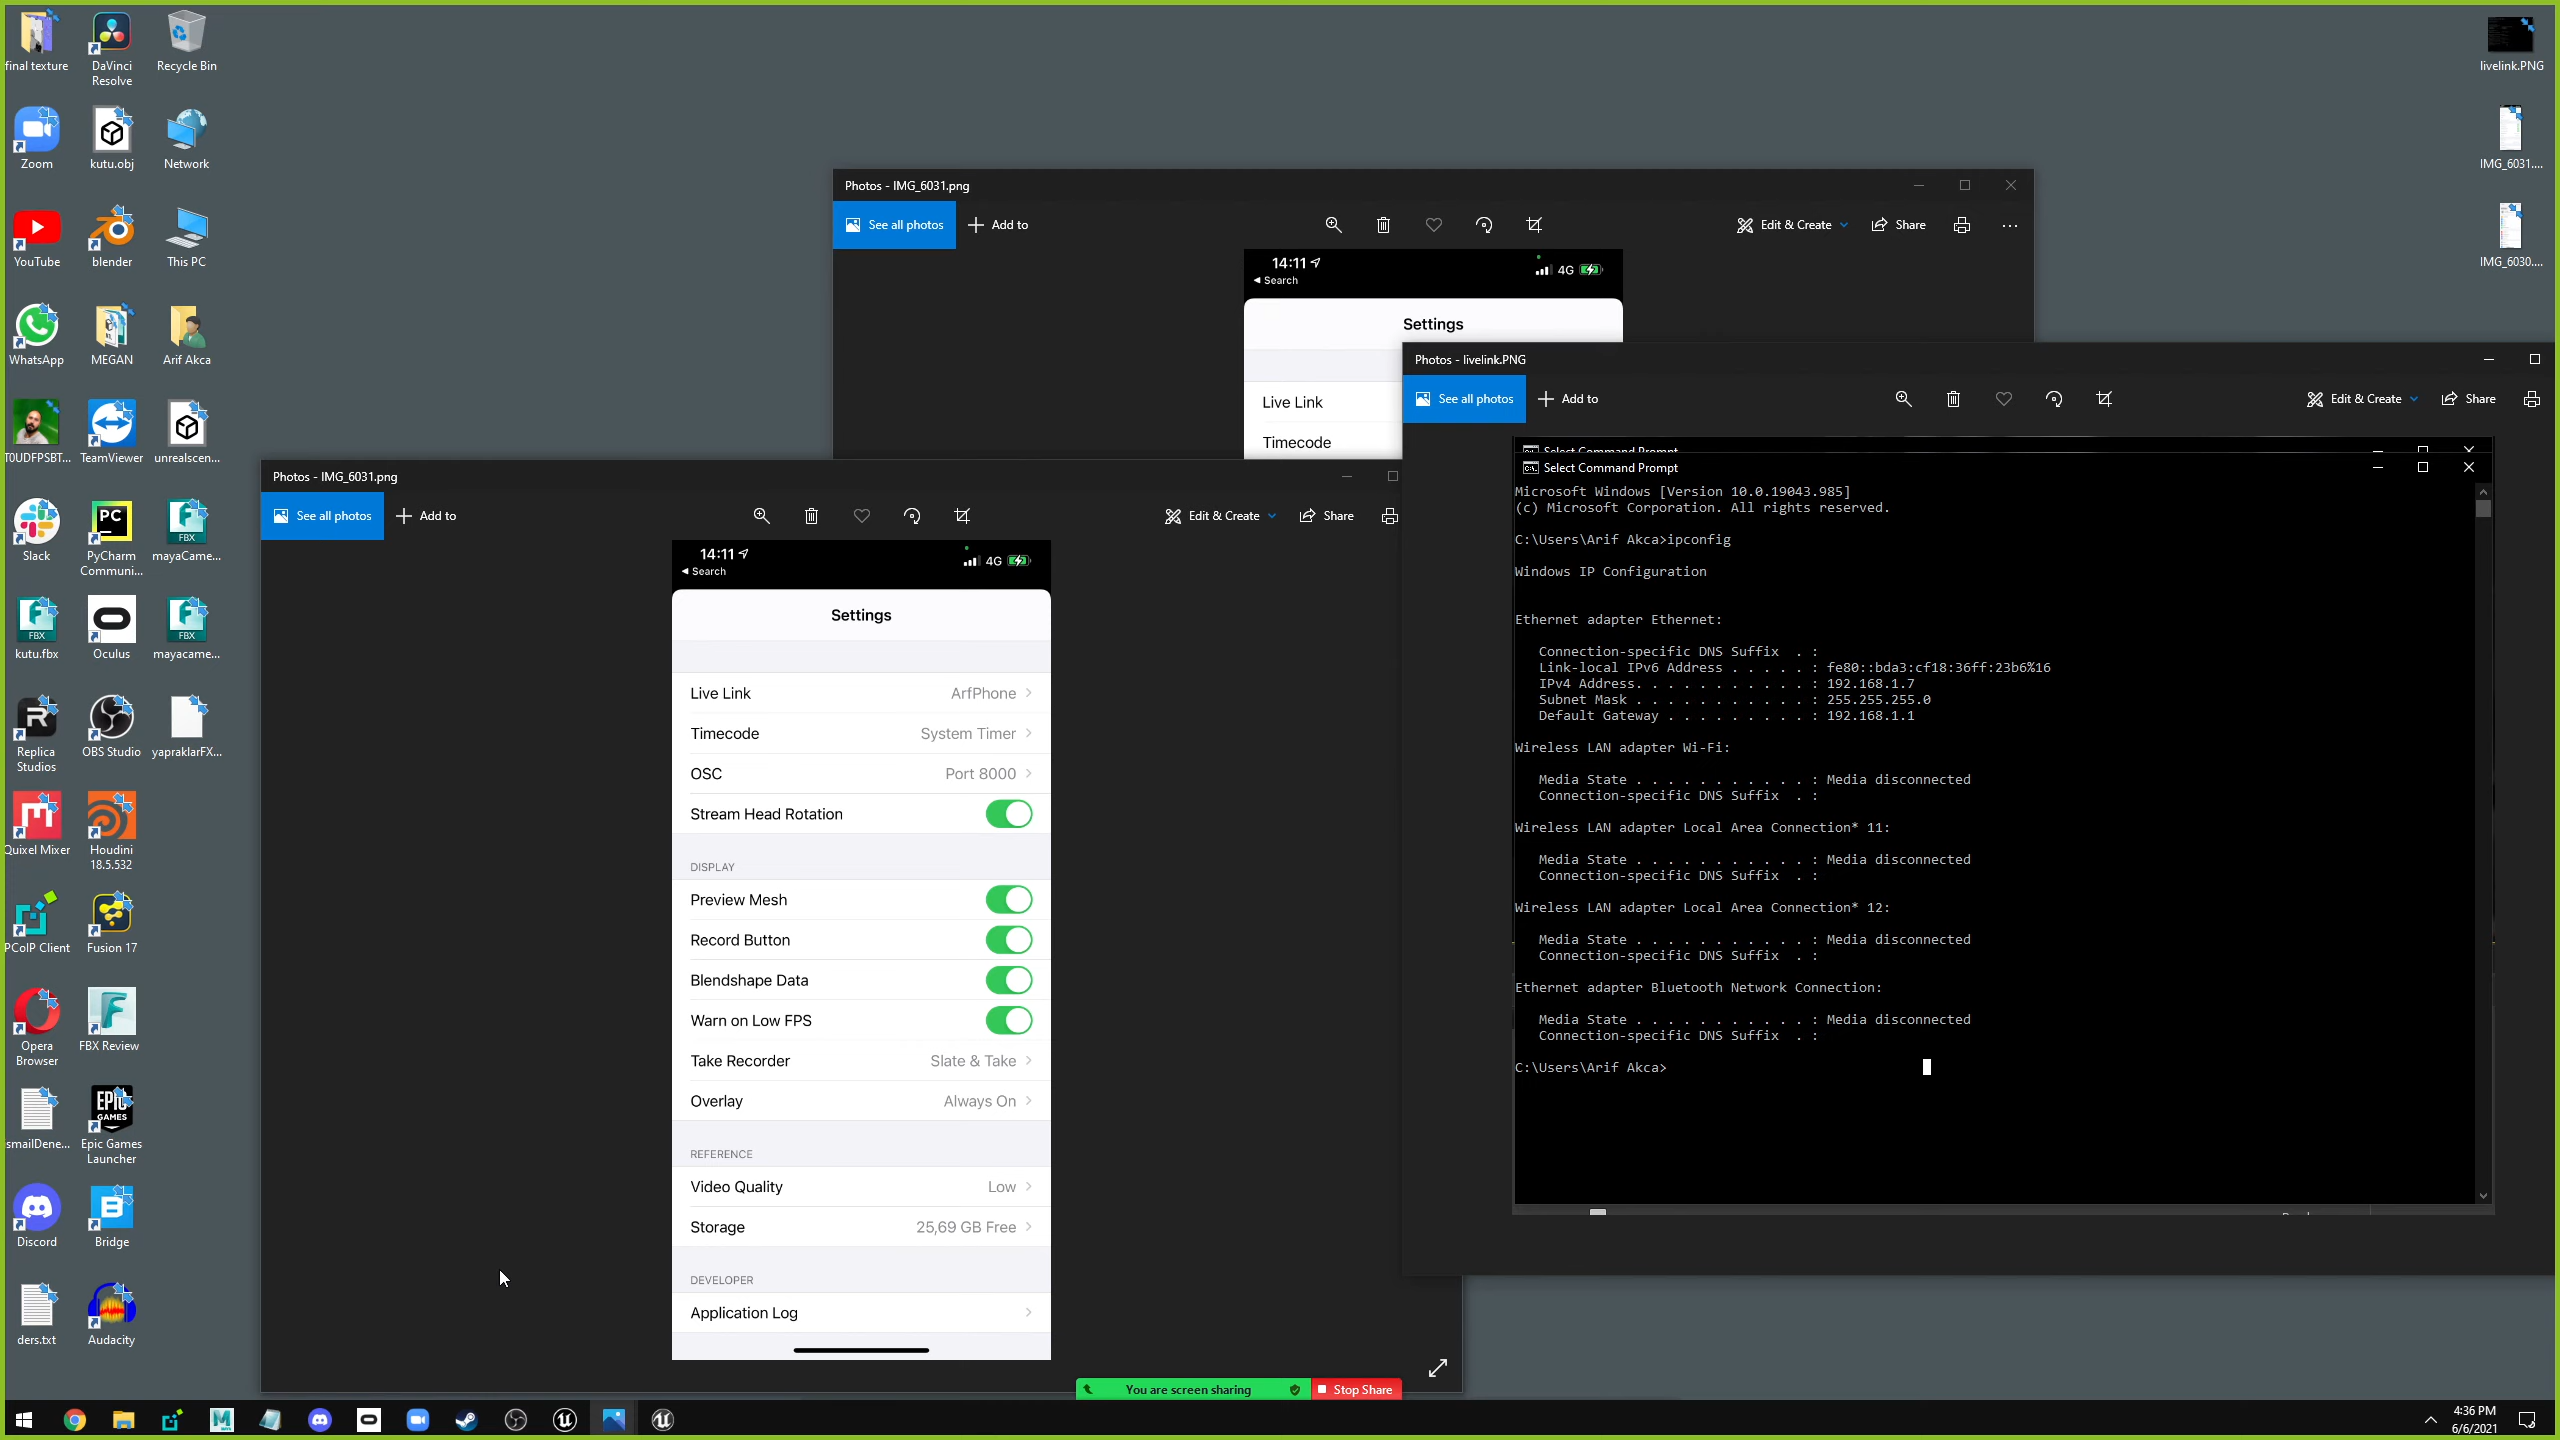 final texture
DaVinci
Resolve
Recycle Bin
Zoom
kutu.obj
Network
YouTube
blender
This PC
WhatsApp
MEGAN
Arif Akca
T0UDFPSBT...
TeamViewer
unrealscen...
Slack
PyCharm
Communi...
mayaCame...
kutu.fbx
Oculus
mayacame...
Replica
Studios
OBS Studio
yapraklarFX...
Quixel Mixer
Houdini
18.5.532
PCoIP Client
Fusion 17
Opera
Browser
FBX Review
smailDene...
Epic Games
Launcher
Discord
Bridge
ders.txt
Audacity
livelink.PNG
IMG_6031....
IMG_6030....
Photos - IMG_6031.png
See all photos
Add to
Edit & Create
Share
14:11
Search
4G
Settings
Live Link
Timecode
Photos - IMG_6031.png
See all photos
Add to
Edit & Create
Share
14:11
Search
4G
Settings
Live Link ArfPhone
Timecode System Timer
OSC Port 8000
Stream Head Rotation
DISPLAY
Preview Mesh
Record Button
Blendshape Data
Warn on Low FPS
Take Recorder Slate & Take
Overlay Always On
REFERENCE
Video Quality Low
Storage 25,69 GB Free
DEVELOPER
Application Log
Photos - livelink.PNG
See all photos
Add to
Edit & Create
Share
Select Command Prompt
Select Command Prompt
Microsoft Windows [Version 10.0.19043.985]
(c) Microsoft Corporation. All rights reserved.
C:\Users\Arif Akca>ipconfig
Windows IP Configuration
Ethernet adapter Ethernet:
Connection-specific DNS Suffix . :
Link-local IPv6 Address . . . . . : fe80::bda3:cf18:36ff:23b6%16
IPv4 Address. . . . . . . . . . . : 192.168.1.7
Subnet Mask . . . . . . . . . . . : 255.255.255.0
Default Gateway . . . . . . . . . : 192.168.1.1
Wireless LAN adapter Wi-Fi:
Media State . . . . . . . . . . . : Media disconnected
Connection-specific DNS Suffix . :
Wireless LAN adapter Local Area Connection* 11:
Media State . . . . . . . . . . . : Media disconnected
Connection-specific DNS Suffix . :
Wireless LAN adapter Local Area Connection* 12:
Media State . . . . . . . . . . . : Media disconnected
Connection-specific DNS Suffix . :
Ethernet adapter Bluetooth Network Connection:
Media State . . . . . . . . . . . : Media disconnected
Connection-specific DNS Suffix . :
C:\Users\Arif Akca>
You are screen sharing
Stop Share
4:36 PM
6/6/2021